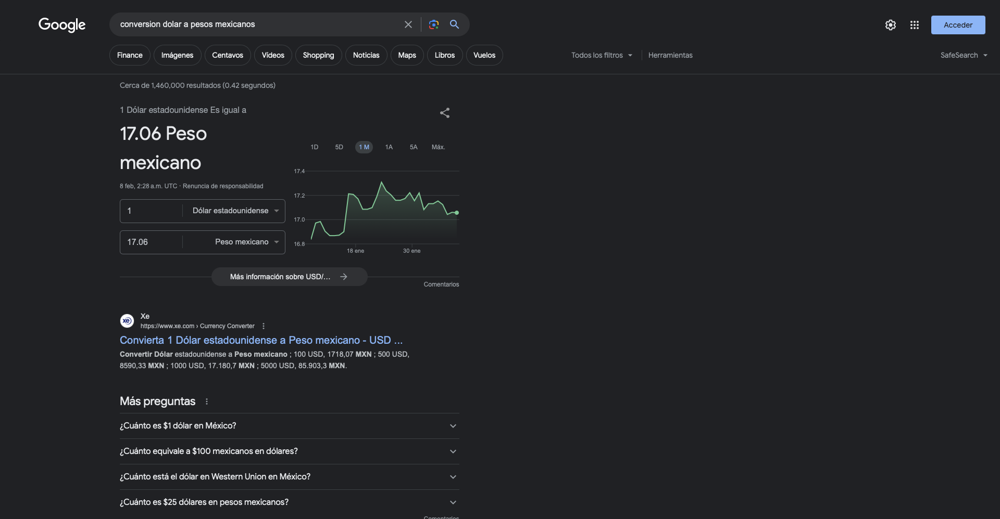 Google
conversion dolar a pesos mexicanos
Acceder
Finance
Imágenes
Centavos
Vídeos
Shopping
Noticias
Maps
Libros
Vuelos
Todos los filtros
Herramientas
SafeSearch
Cerca de 1,460,000 resultados (0.42 segundos)
1 Dólar estadounidense Es igual a
17.06 Peso
mexicano
8 feb, 2:28 a.m. UTC · Renuncia de responsabilidad
1 Dólar estadounidense
17.06 Peso mexicano
1D 5D 1 M 1A 5A Máx.
17.4
17.2
17.0
16.8
18 ene 30 ene
Más información sobre USD/...
Comentarios
xe
Xe
https://www.xe.com › Currency Converter
Convierta 1 Dólar estadounidense a Peso mexicano - USD ...
Convertir Dólar estadounidense a Peso mexicano ; 100 USD, 1718,07 MXN ; 500 USD,
8590,33 MXN ; 1000 USD, 17.180,7 MXN ; 5000 USD, 85.903,3 MXN.
Más preguntas
¿Cuánto es $1 dólar en México?
¿Cuánto equivale a $100 mexicanos en dólares?
¿Cuánto está el dólar en Western Union en México?
¿Cuánto es $25 dólares en pesos mexicanos?
Comentarios